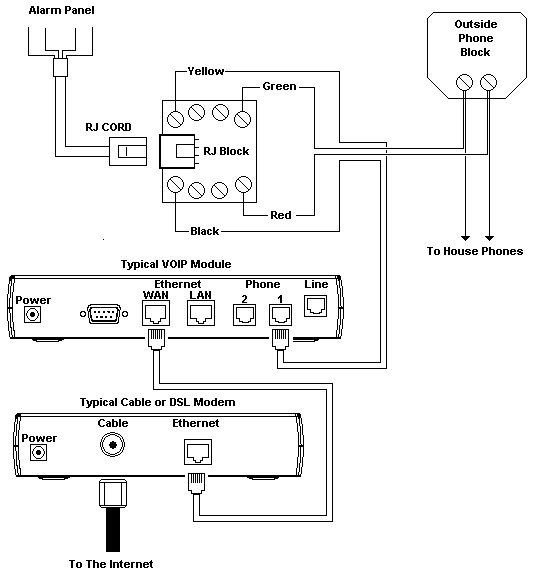 Alarm Panel
Outside
Phone
Block
Yellow
Green
RJ CORD
RJ Block
Red
Black
To House Phones
Typical VOIP Module
Ethernet
Phone
Line
Power
WAN
LAN
2
1
Typical Cable or DSL Modem
Cable
Ethernet
Power
To The Internet